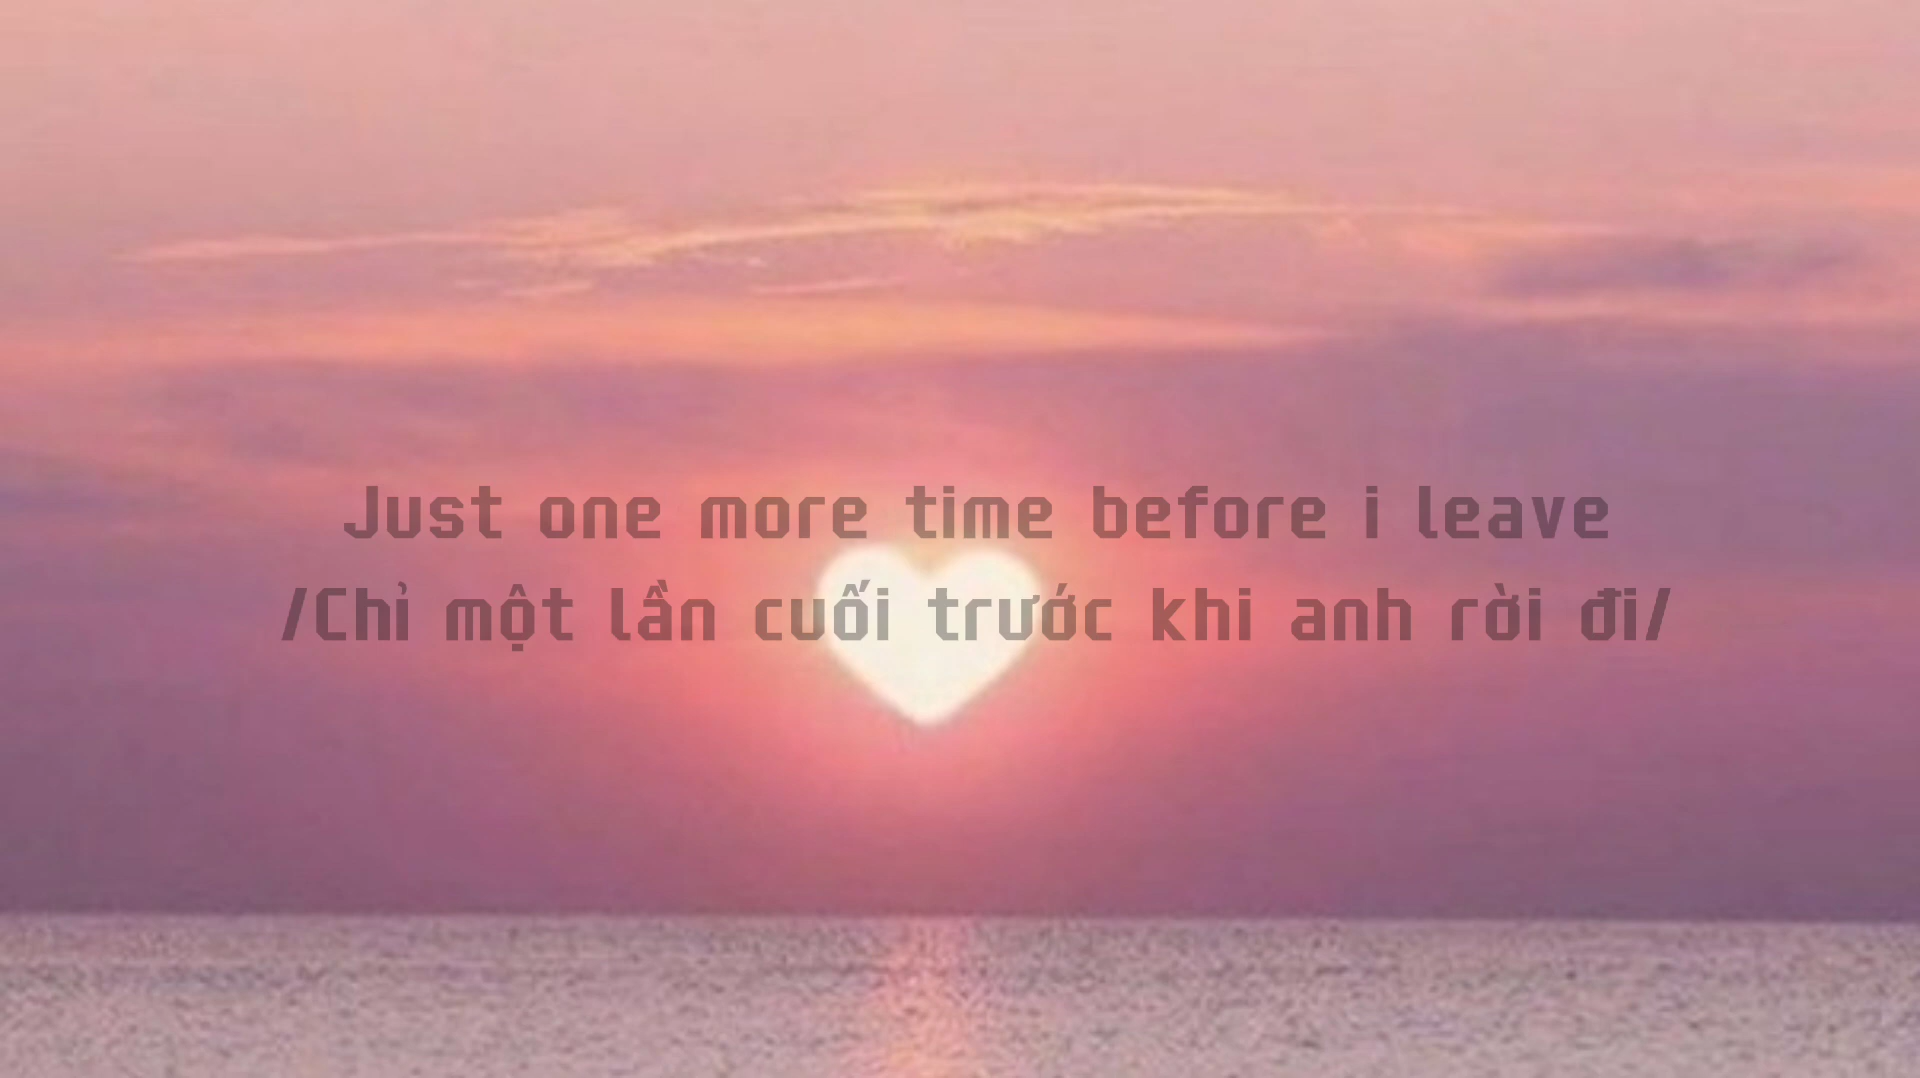 Just one more time before i leave
/Chỉ một lần cuối trước khi anh rời đi/